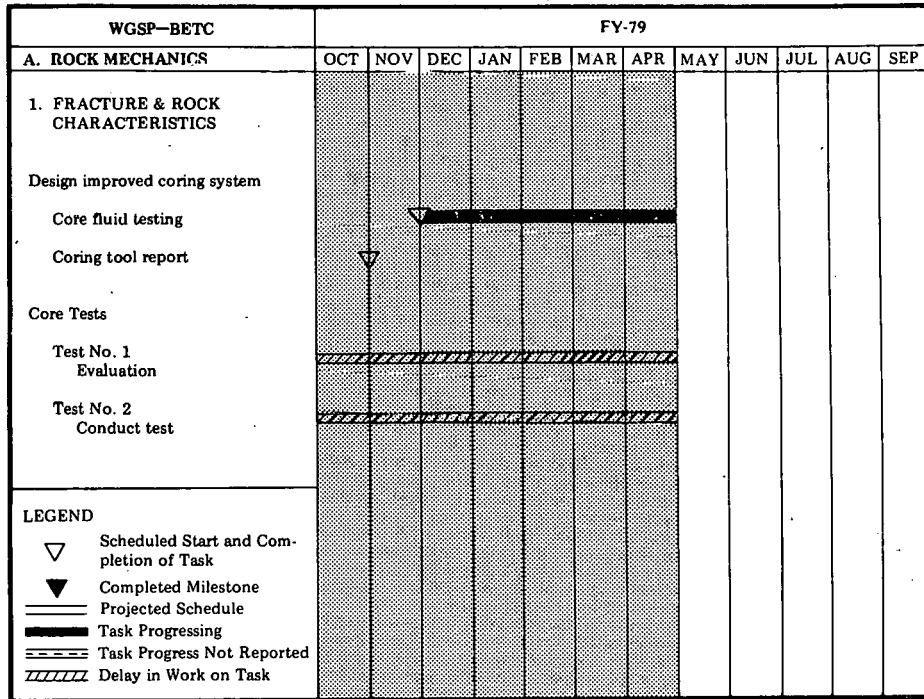 WGSP—BETC
FY-79
A. ROCK MECHANICS
OCT NOV DEC JAN FEB MAR APR MAY JUN JUL AUG SEP
1. FRACTURE & ROCK
CHARACTERISTICS
Design improved coring system
Core fluid testing
Coring tool report
Core Tests
Test No. 1
Evaluation
Test No. 2
Conduct test
LEGEND
Scheduled Start and Com-
pletion of Task
Completed Milestone
Projected Schedule
Task Progressing
Task Progress Not Reported
Delay in Work on Task